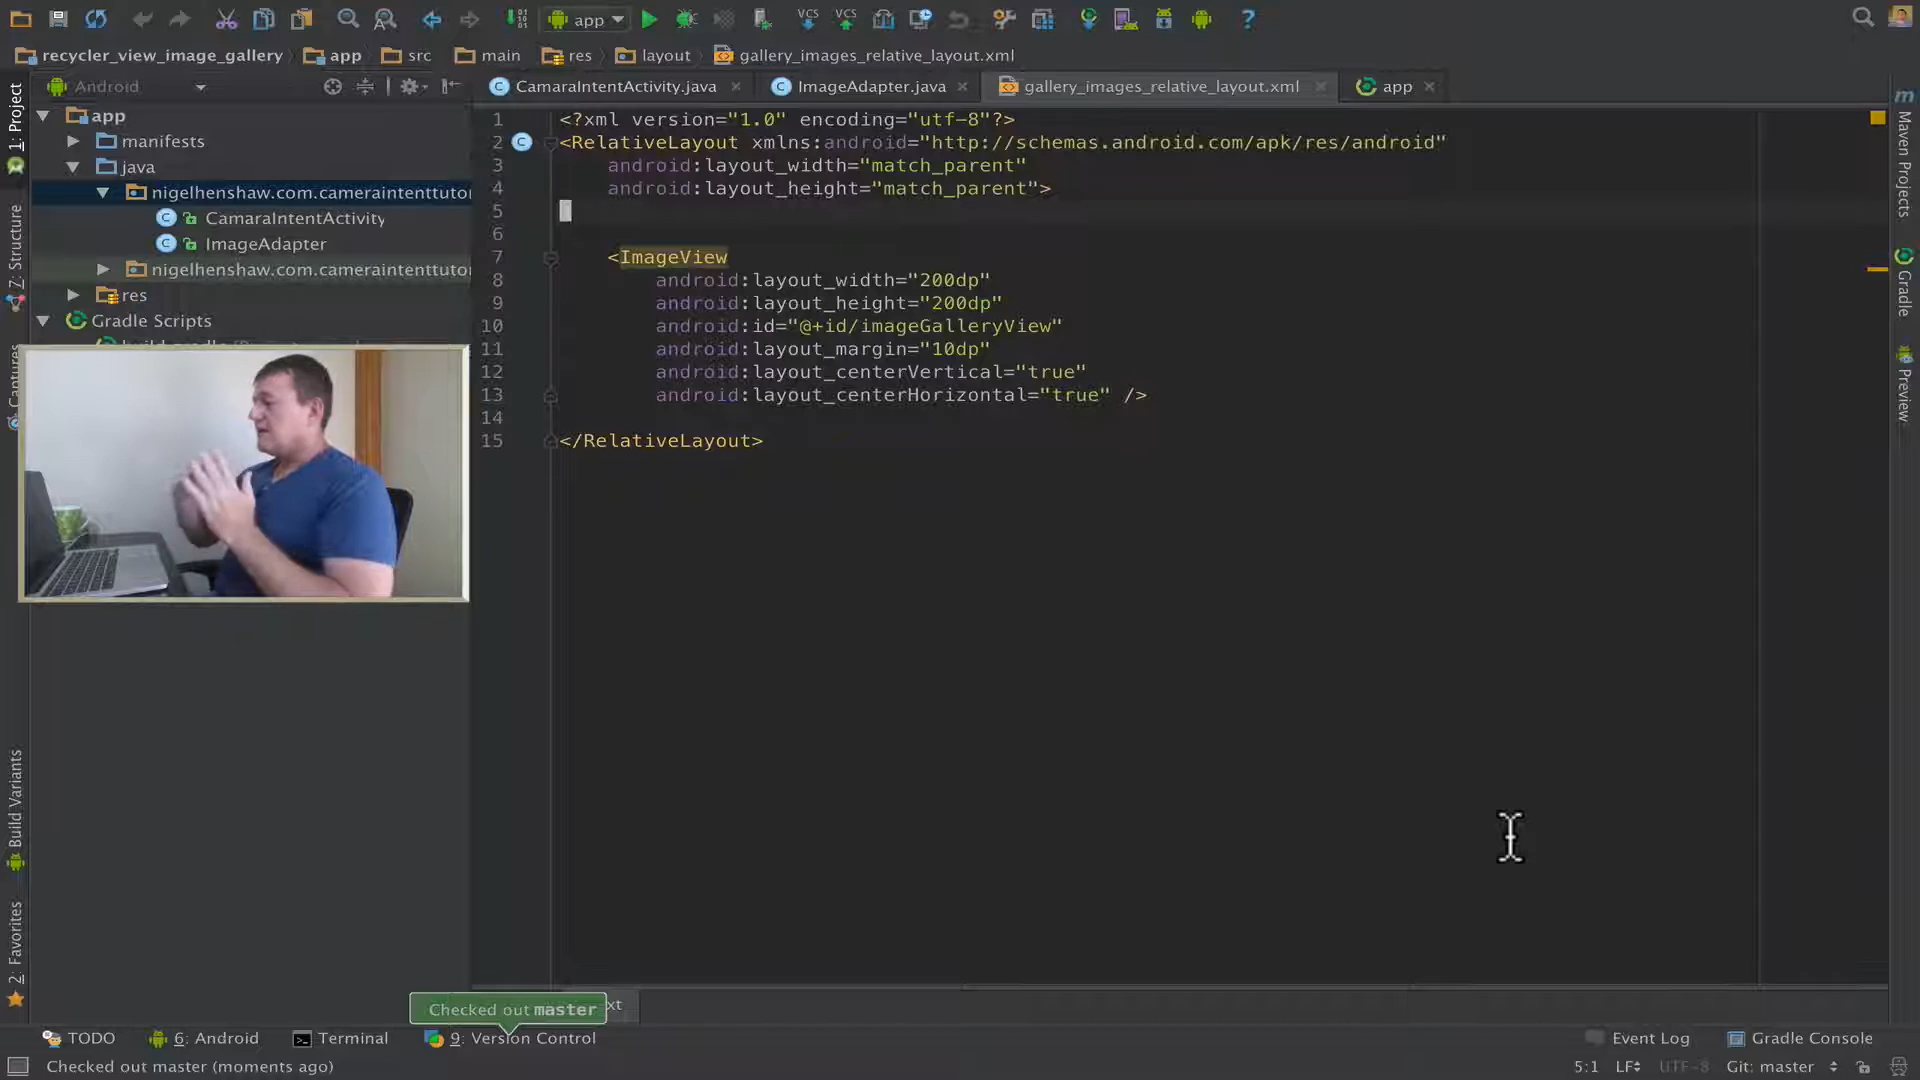 app
recycler_view_image_gallery app src main res layout gallery_images_relative_layout.xml
Android
CamaraIntentActivity.java ImageAdapter.java gallery_images_relative_layout.xml app
1: Project
7: Structure
Captures
Build Variants
2: Favorites
app
manifests
java
nigelhenshaw.com.cameraintenttutor
CamaraIntentActivity
ImageAdapter
nigelhenshaw.com.cameraintenttutor
res
Gradle Scripts
1 <?xml version="1.0" encoding="utf-8"?>
2 <RelativeLayout xmlns:android="http://schemas.android.com/apk/res/android"
3 android:layout_width="match_parent"
4 android:layout_height="match_parent">
5
6
7 <ImageView
8 android:layout_width="200dp"
9 android:layout_height="200dp"
10 android:id="@+id/imageGalleryView"
11 android:layout_margin="10dp"
12 android:layout_centerVertical="true"
13 android:layout_centerHorizontal="true" />
14
15 </RelativeLayout>
Maven Projects
Gradle
Preview
Checked out master
TODO 6: Android Terminal 9: Version Control Event Log Gradle Console
Checked out master (moments ago) 5:1 LF UTF-8 Git: master